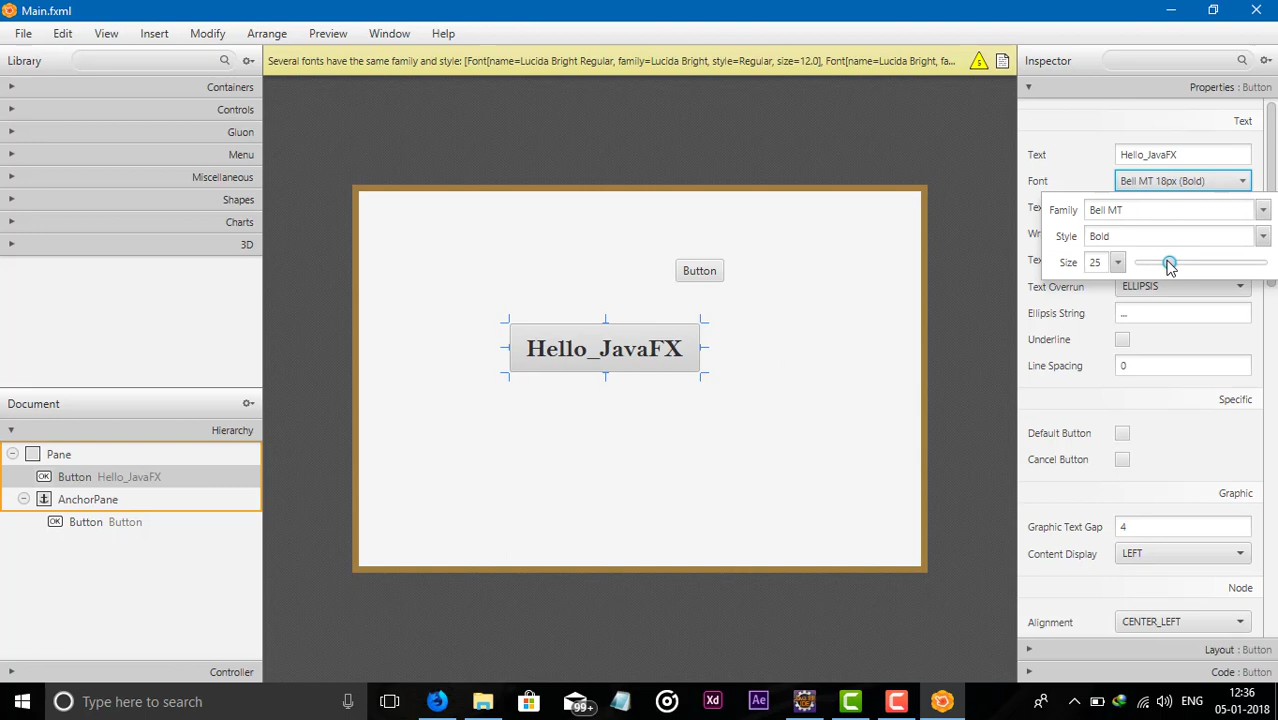 Main.fxml
File Edit View Insert Modify Arrange Preview Window Help
Library
Several fonts have the same family and style: [Font[name=Lucida Bright Regular, family=Lucida Bright, style=Regular, size=12.0], Font[name=Lucida Bright, fa...
Inspector
Containers
Controls
Gluon
Menu
Miscellaneous
Shapes
Charts
3D
Button
Hello_JavaFX
Document
Hierarchy
Pane
OK Button Hello_JavaFX
AnchorPane
OK Button Button
Controller
Properties : Button
Text
Text Hello_JavaFX
Font Bell MT 18px (Bold)
Family Bell MT
Style Bold
Size 25
Text Overrun ELLIPSIS
Ellipsis String ...
Underline
Line Spacing 0
Specific
Default Button
Cancel Button
Graphic
Graphic Text Gap 4
Content Display LEFT
Node
Alignment CENTER_LEFT
Layout : Button
Code : Button
Type here to search
99+
Xd
Ae
ENG
12:36
05-01-2018